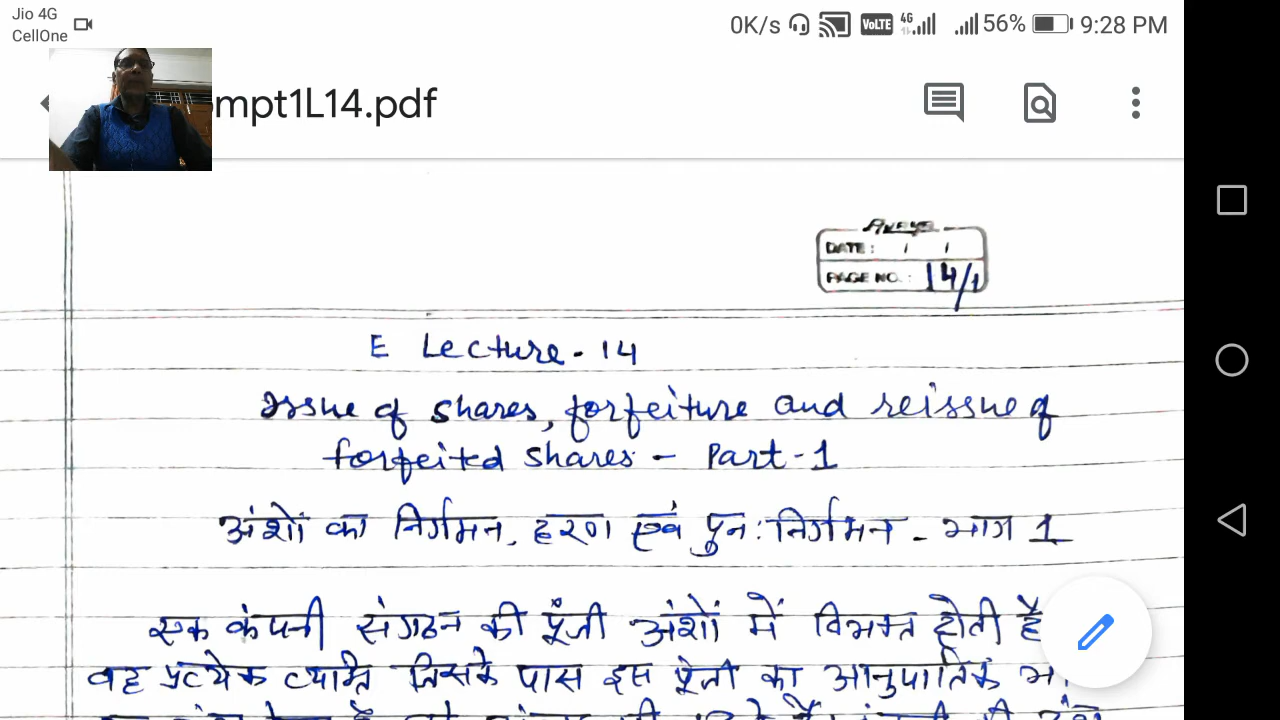 Jio 4G
CellOne
0K/s VoLTE 4G 56% 9:28 PM
mpt1L14.pdf
DATE: / /
PAGE NO.: 14/1
E Lecture - 14
Issue of shares, forfeiture and reissue of
forfeited shares - Part-1
अंशों का निर्गमन, हरण एवं पुन: निर्गमन - भाग 1
एक कंपनी संगठन की पूँजी अंशों में विभक्त होती है
वह प्रत्येक व्यक्ति जिसके पास इस पूँजी का आनुपातिक